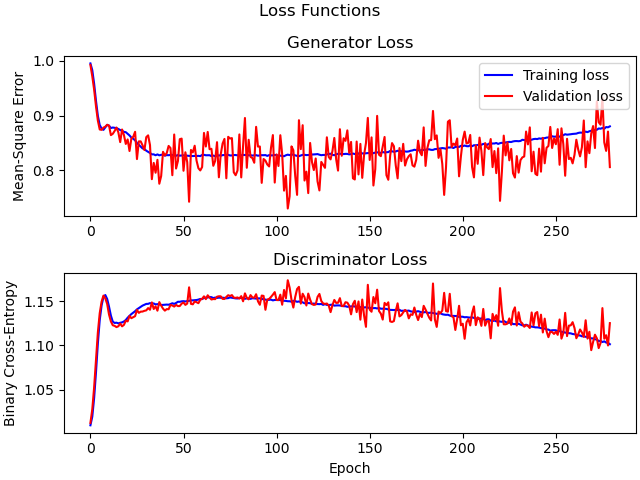 Loss Functions
Generator Loss
Mean-Square Error
1.0
0.9
0.8
Training loss
Validation loss
0 50 100 150 200 250
Discriminator Loss
Binary Cross-Entropy
1.15
1.10
1.05
0 50 100 150 200 250
Epoch